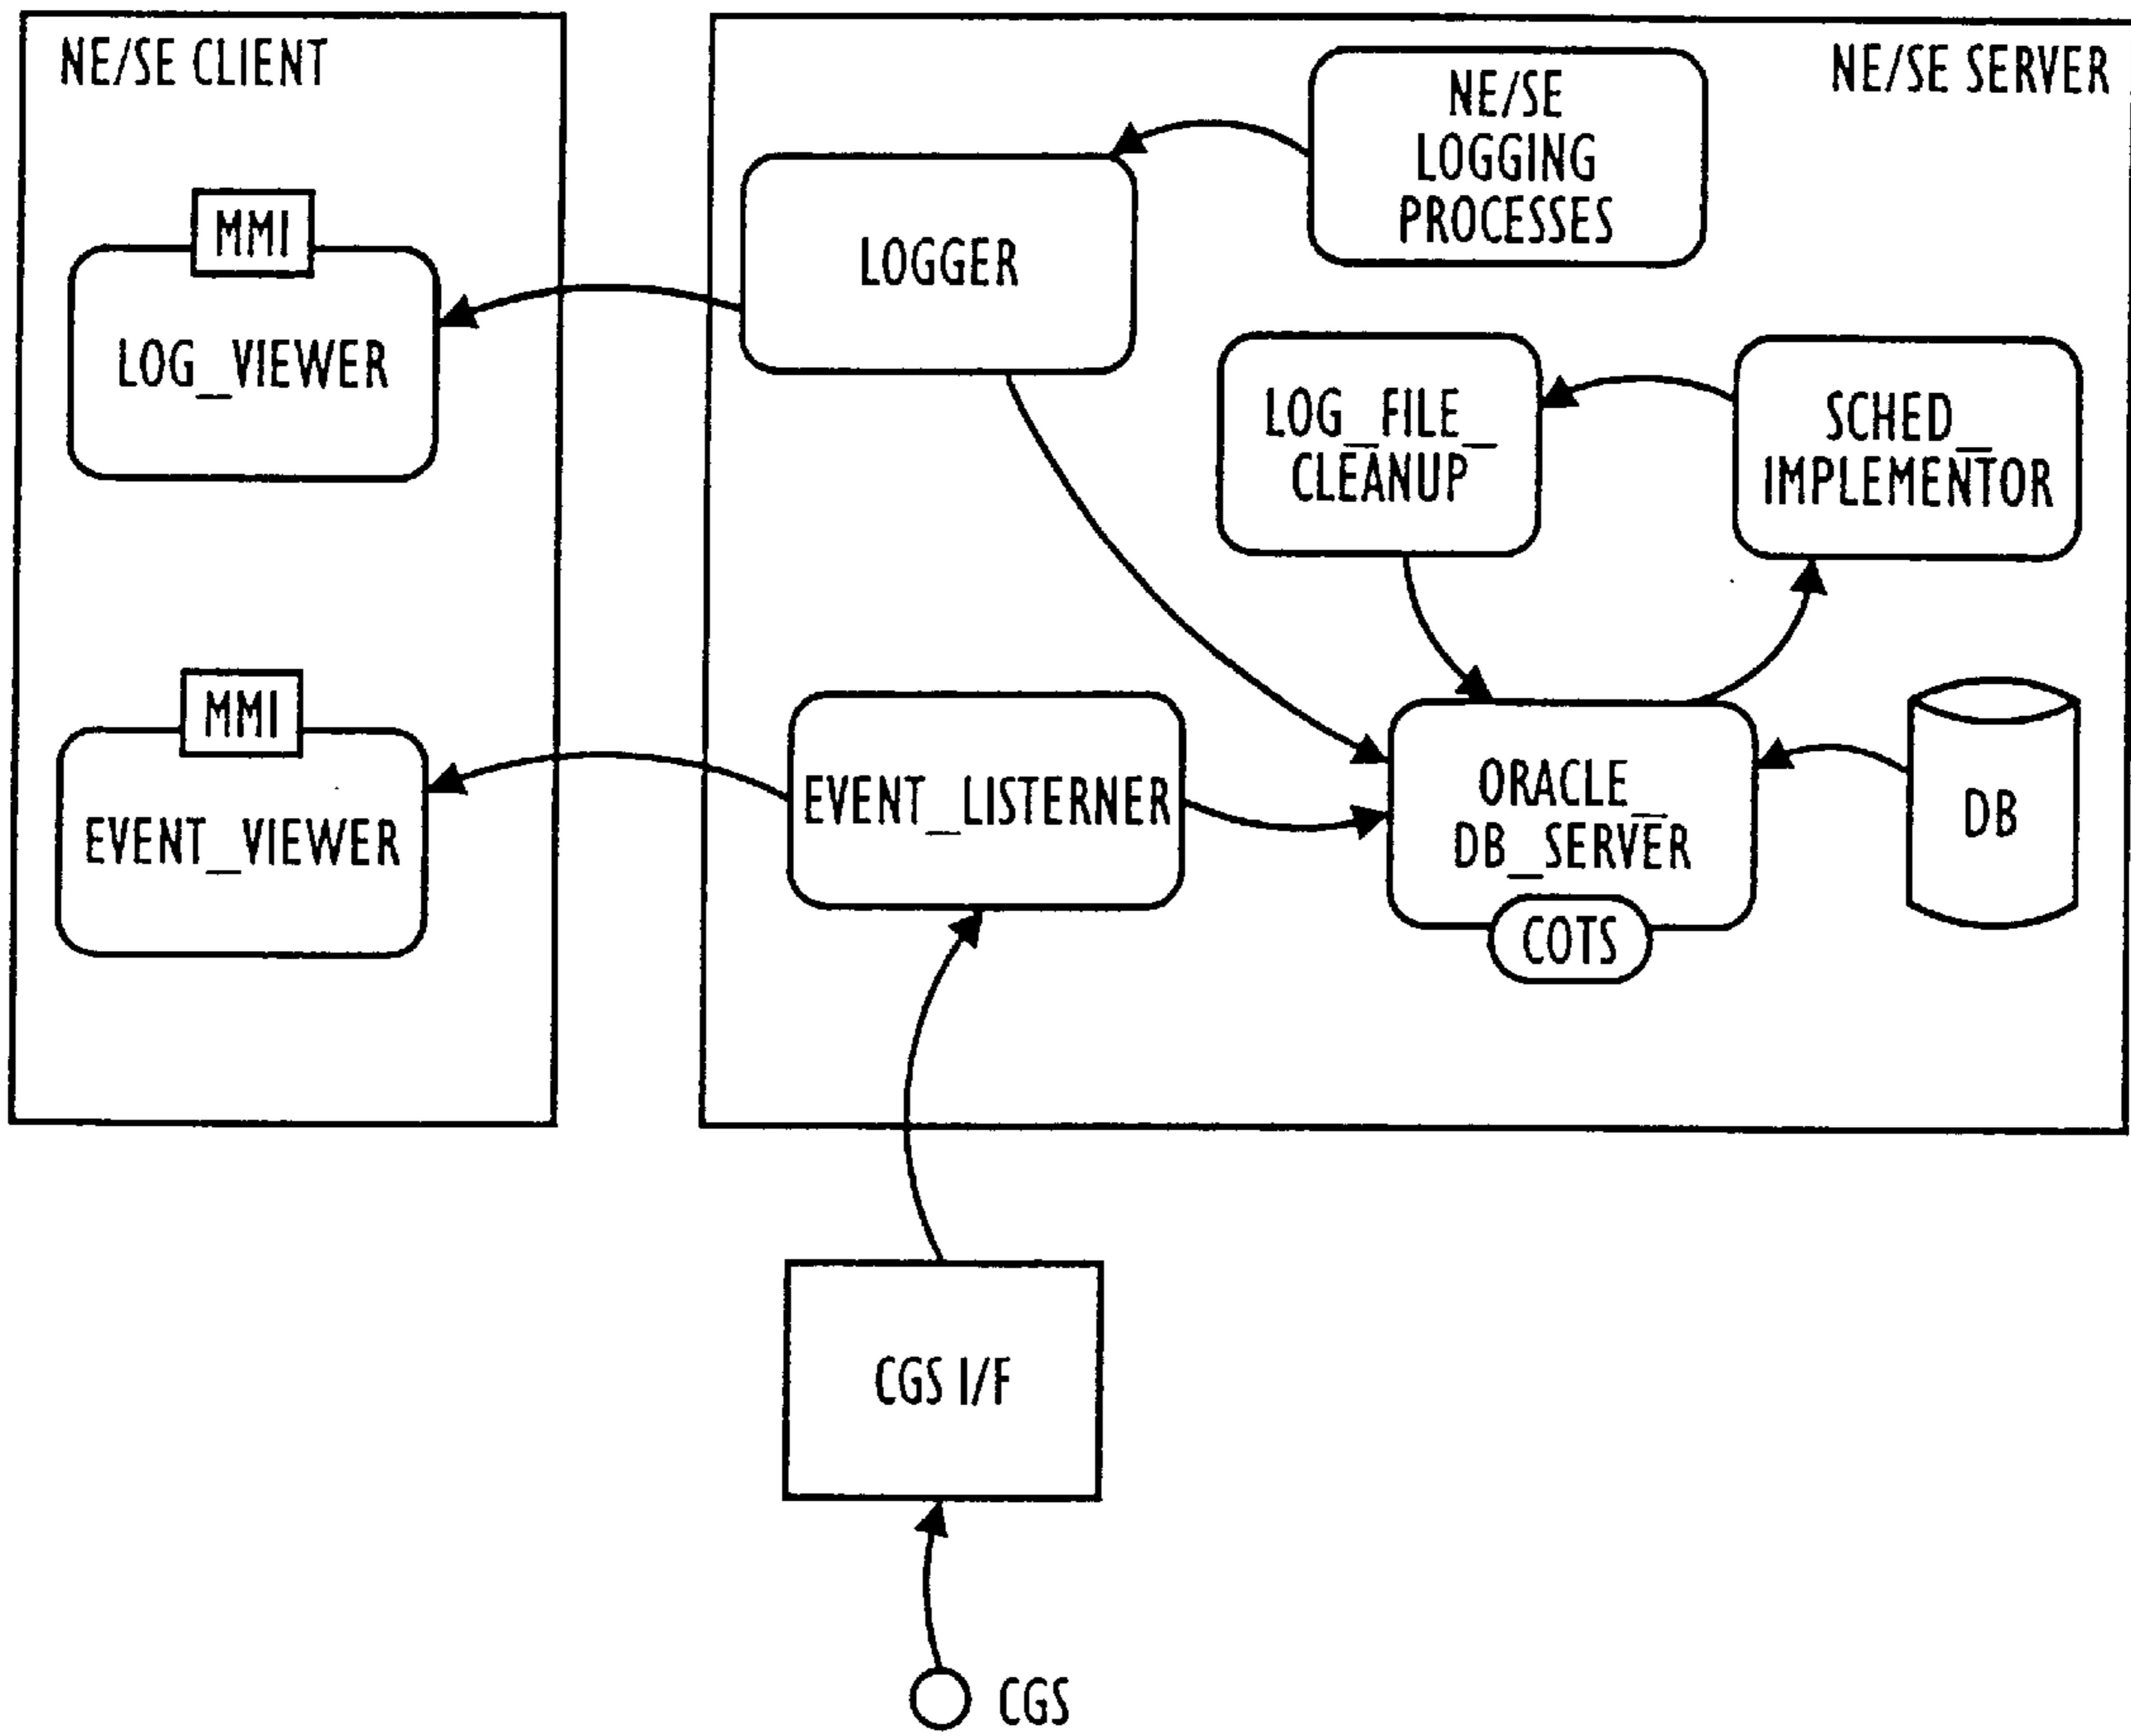 NE/SE CLIENT
MMI
LOG_VIEWER
MMI
EVENT_VIEWER
NE/SE SERVER
NE/SE
LOGGING
PROCESSES
LOGGER
LOG_FILE_
CLEANUP
SCHED_
IMPLEMENTOR
EVENT_LISTERNER
ORACLE_
DB_SERVER
COTS
DB
CGS I/F
CGS